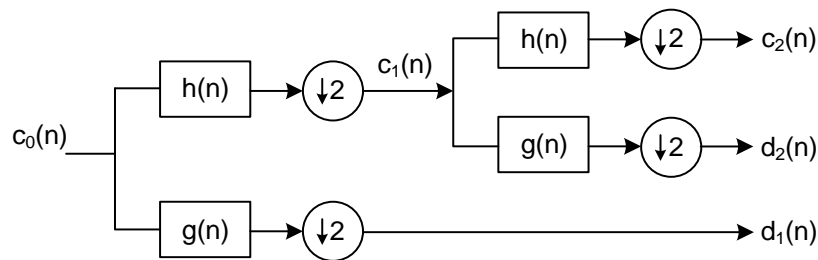 h(n) ↓2 c₂(n)
c₁(n)
h(n) ↓2
c₀(n)
g(n) ↓2 d₂(n)
g(n) ↓2 d₁(n)